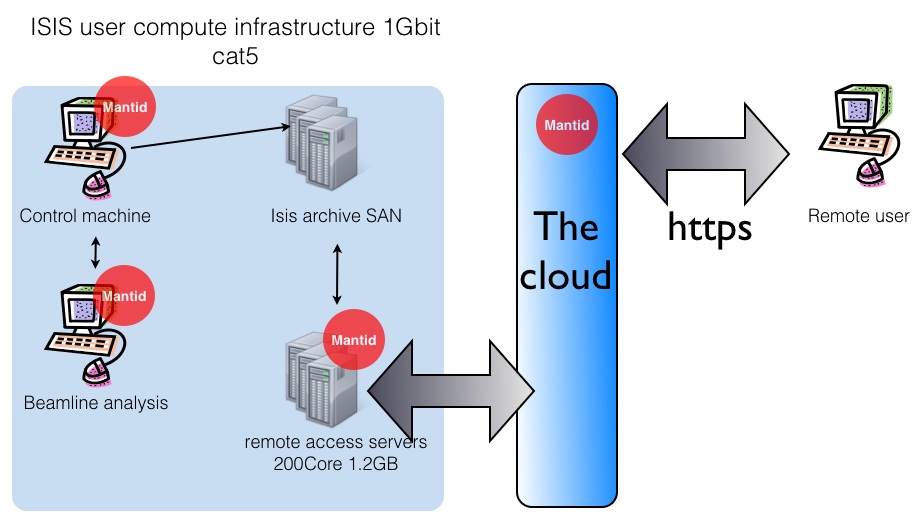 ISIS user compute infrastructure 1Gbit
cat5
Mantid
Control machine
Isis archive SAN
Mantid
Beamline analysis
Mantid
remote access servers
200Core 1.2GB
Mantid
The
cloud
https
Remote user